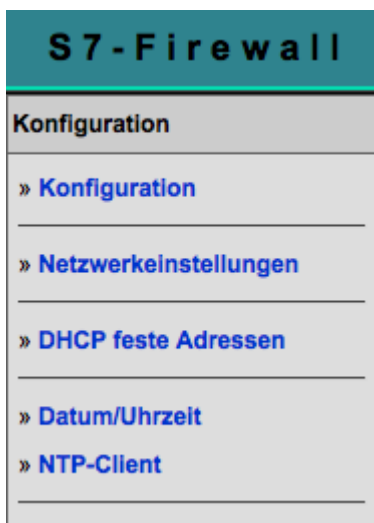 S7-Firewall
Konfiguration
» Konfiguration
» Netzwerkeinstellungen
» DHCP feste Adressen
» Datum/Uhrzeit
» NTP-Client